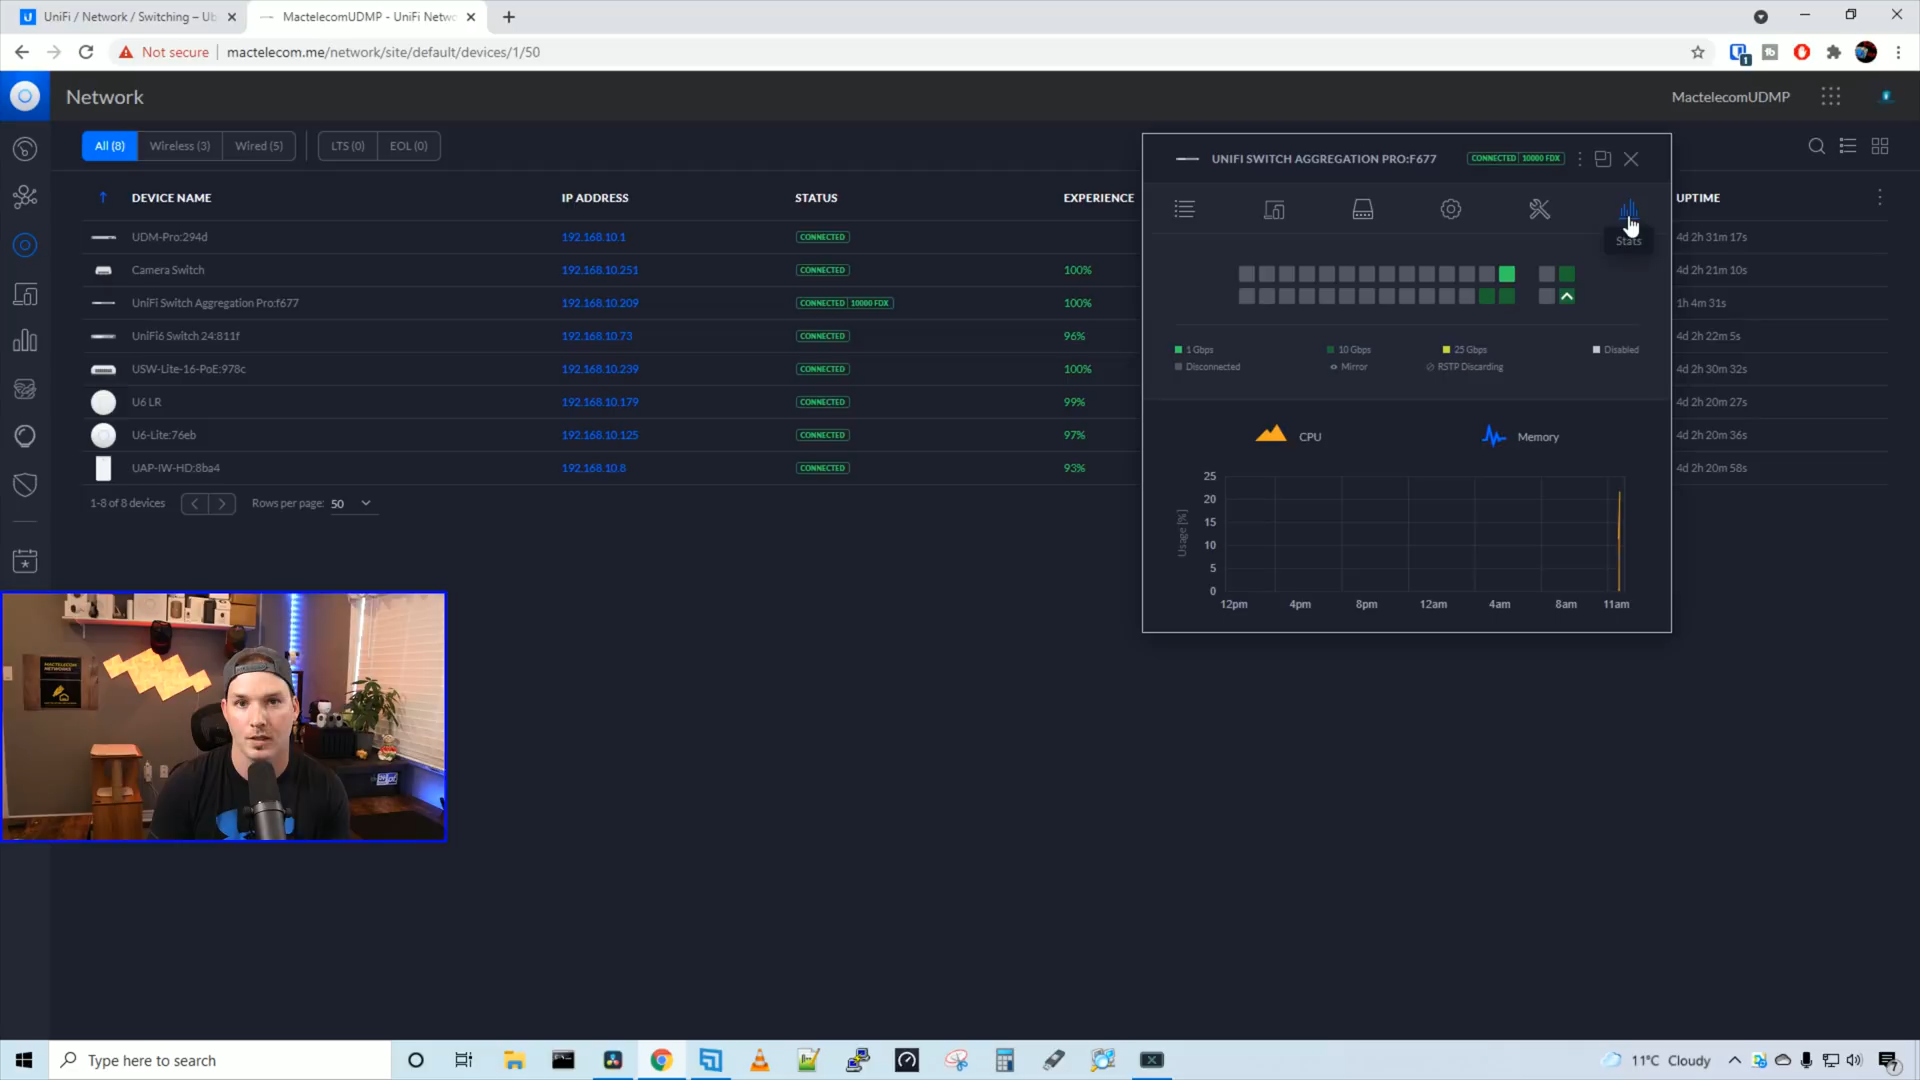 UniFi / Network / Switching – Ub
MactelecomUDMP - UniFi Netwo
Not secure
mactelecom.me/network/site/default/devices/1/50
1
Network
MactelecomUDMP
All (8)
Wireless (3)
Wired (5)
LTS (0)
EOL (0)
DEVICE NAME
IP ADDRESS
STATUS
EXPERIENCE
UPTIME
UDM-Pro:294d
192.168.10.1
CONNECTED
4d 2h 31m 17s
Camera Switch
192.168.10.251
CONNECTED
100%
4d 2h 21m 10s
UniFi Switch Aggregation Pro:f677
192.168.10.209
CONNECTED 10000 FDX
100%
1h 4m 31s
UniFi6 Switch 24:811f
192.168.10.73
CONNECTED
96%
4d 2h 22m 5s
USW-Lite-16-PoE:978c
192.168.10.239
CONNECTED
100%
4d 2h 30m 32s
U6 LR
192.168.10.179
CONNECTED
99%
4d 2h 20m 27s
U6-Lite:76eb
192.168.10.125
CONNECTED
97%
4d 2h 20m 36s
UAP-IW-HD:8ba4
192.168.10.8
CONNECTED
93%
4d 2h 20m 58s
1-8 of 8 devices
Rows per page: 50
UNIFI SWITCH AGGREGATION PRO:F677
CONNECTED 10000 FDX
Stats
1 Gbps
10 Gbps
25 Gbps
Disabled
Disconnected
Mirror
RSTP Discarding
CPU
Memory
Usage [%]
25
20
15
10
5
0
12pm
4pm
8pm
12am
4am
8am
11am
MACTELECOM
NETWORKS
Type here to search
11°C Cloudy
7